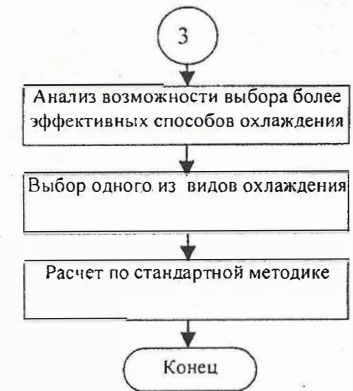 3
Анализ возможности выбора более
эффективных способов охлаждения
Выбор одного из видов охлаждения
Расчет по стандартной методике
Конец